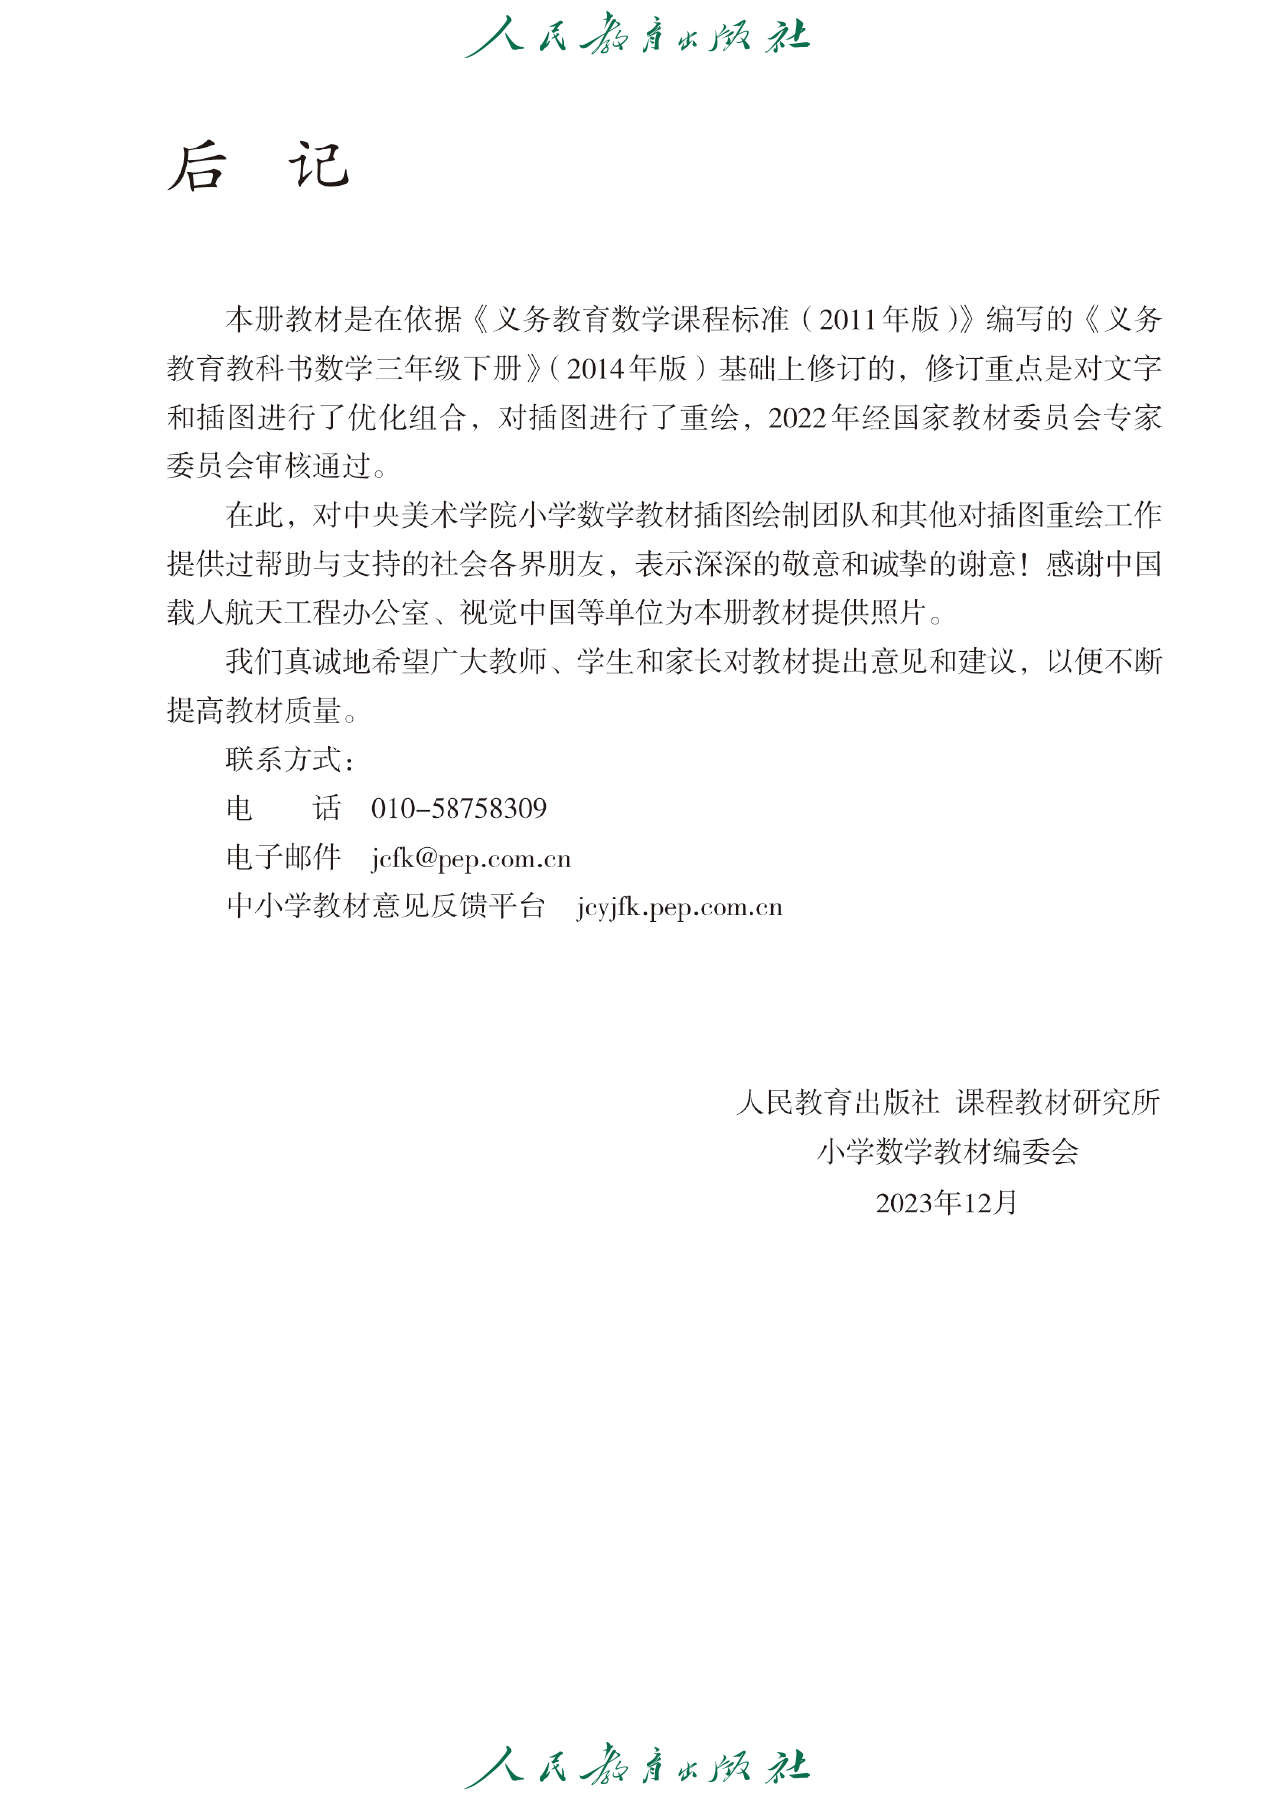 人民教育出版社
后 记
本册教材是在依据《义务教育数学课程标准（2011年版）》编写的《义务
教育教科书数学三年级下册》（2014年版）基础上修订的，修订重点是对文字
和插图进行了优化组合，对插图进行了重绘，2022年经国家教材委员会专家
委员会审核通过。
在此，对中央美术学院小学数学教材插图绘制团队和其他对插图重绘工作
提供过帮助与支持的社会各界朋友，表示深深的敬意和诚挚的谢意！感谢中国
载人航天工程办公室、视觉中国等单位为本册教材提供照片。
我们真诚地希望广大教师、学生和家长对教材提出意见和建议，以便不断
提高教材质量。
联系方式：
电 话 010-58758309
电子邮件 jcfk@pep.com.cn
中小学教材意见反馈平台 jcyjfk.pep.com.cn
人民教育出版社 课程教材研究所
小学数学教材编委会
2023年12月
人民教育出版社